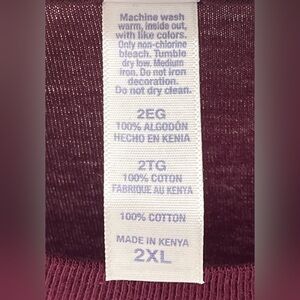 Machine wash
warm, inside out,
with like colors.
Only non-chlorine
bleach. Tumble
dry low. Medium
iron. Do not iron
decoration.
Do not dry clean.
2EG
100% ALGODÓN
HECHO EN KENIA
2TG
100% COTON
FABRIQUÉ AU KENYA
100% COTTON
MADE IN KENYA
2XL